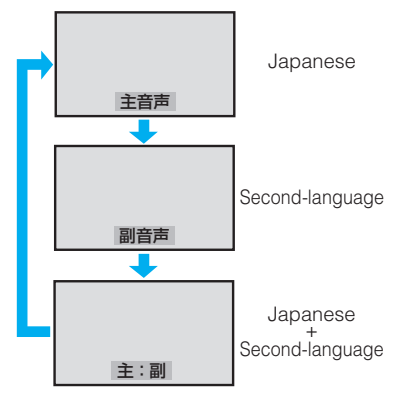 Japanese
主音声
Second-language
副音声
Japanese
+
Second-language
主：副